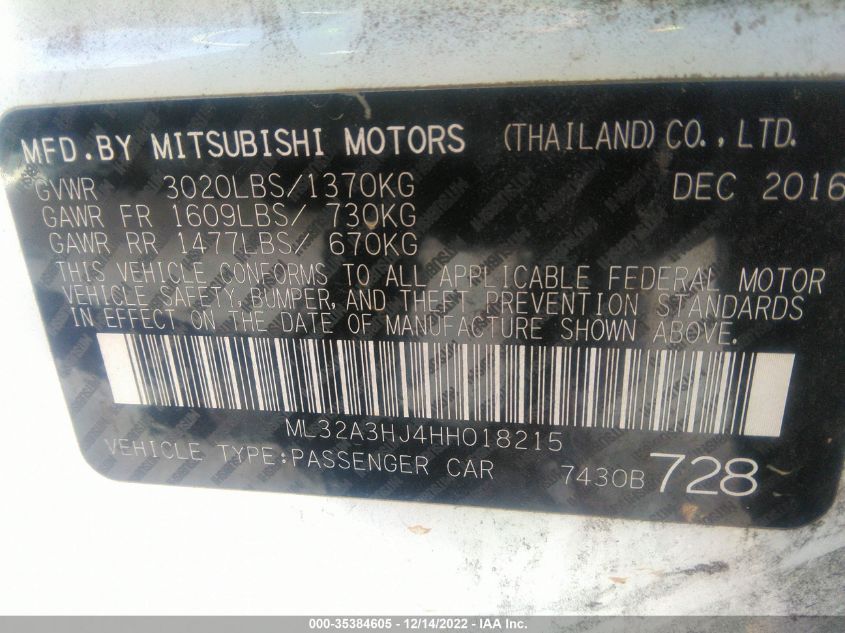 MFD.BY MITSUBISHI MOTORS (THAILAND) CO., LTD.
GVWR 3020LBS/1370KG DEC 2016
GAWR FR 1609LBS/ 730KG
GAWR RR 1477LBS/ 670KG
THIS VEHICLE CONFORMS TO ALL APPLICABLE FEDERAL MOTOR
VEHICLE SAFETY, BUMPER, AND THEFT PREVENTION STANDARDS
IN EFFECT ON THE DATE OF MANUFACTURE SHOWN ABOVE.
ML32A3HJ4HH018215
VEHICLE TYPE:PASSENGER CAR 7430B 728
000-35384605 - 12/14/2022 - IAA Inc.